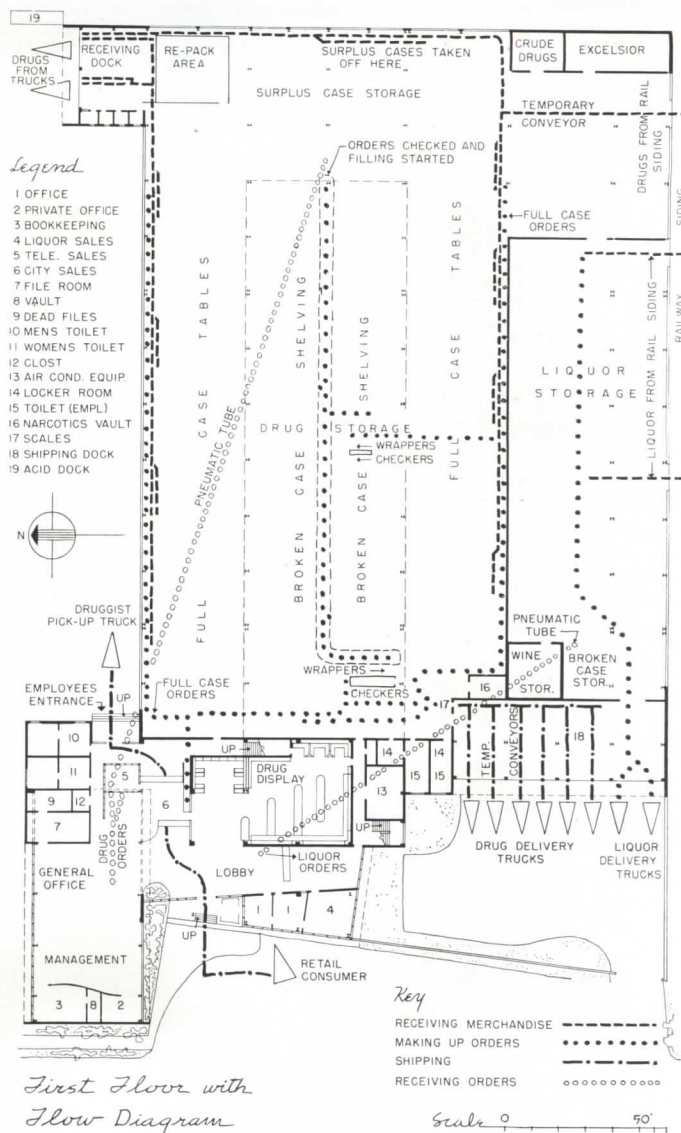 19
DRUGS
FROM
TRUCKS
RECEIVING
DOCK
RE-PACK
AREA
SURPLUS CASES TAKEN
OFF HERE
SURPLUS CASE STORAGE
CRUDE
DRUGS
EXCELSIOR
TEMPORARY
CONVEYOR
DRUGS FROM RAIL
SIDING
ORDERS CHECKED AND
FILLING STARTED
FULL CASE
ORDERS
Legend
1 OFFICE
2 PRIVATE OFFICE
3 BOOKKEEPING
4 LIQUOR SALES
5 TELE. SALES
6 CITY SALES
7 FILE ROOM
8 VAULT
9 DEAD FILES
10 MENS TOILET
11 WOMENS TOILET
12 CLOST
13 AIR COND. EQUIP.
14 LOCKER ROOM
15 TOILET (EMPL)
16 NARCOTICS VAULT
17 SCALES
18 SHIPPING DOCK
19 ACID DOCK
N
FULL CASE TABLES
PNEUMATIC TUBE
BROKEN CASE SHELVING
BROKEN CASE SHELVING
FULL CASE TABLES
DRUG STORAGE
WRAPPERS
CHECKERS
LIQUOR
STORAGE
LIQUOR FROM RAIL SIDING
RAILWAY SIDING
DRUGGIST
PICK-UP TRUCK
EMPLOYEES
ENTRANCE
UP
FULL CASE
ORDERS
WRAPPERS
CHECKERS
16
17
PNEUMATIC
TUBE
WINE
STOR.
BROKEN
CASE
STOR.
TEMP. CONVEYORS
18
10
11
9
12
7
5
6
UP
DRUG
DISPLAY
14
13
15
14
15
UP
DRUG ORDERS
GENERAL
OFFICE
LOBBY
LIQUOR
ORDERS
DRUG DELIVERY
TRUCKS
LIQUOR
DELIVERY
TRUCKS
1
1
4
UP
MANAGEMENT
3
8
2
RETAIL
CONSUMER
Key
RECEIVING MERCHANDISE
MAKING UP ORDERS
SHIPPING
RECEIVING ORDERS
First Floor with
Flow Diagram
Scale 0 50'